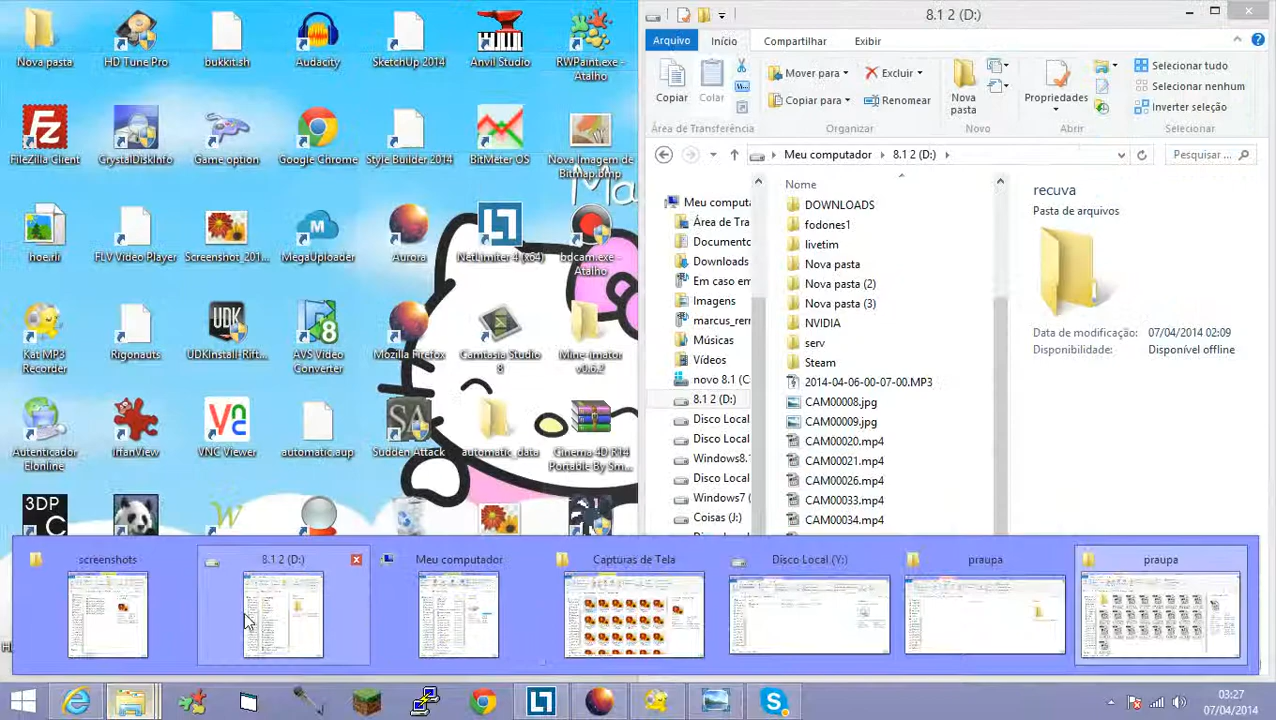 Nova pasta
HD Tune Pro
bukkit.sh
Audacity
SketchUp 2014
Anvil Studio
RWPaint.exe -
Atalho
FileZilla Client
CrystalDiskInfo
Game option
Google Chrome
Style Builder 2014
BitMeter OS
Nova Imagem de
Bitmap.bmp
Ma
hoe.rir
FLV Video Player
Screenshot_201...
MegaUploader
Aurora
NetLimiter 4 (x64)
bdcam.exe -
Atalho
Kat MP3
Recorder
Rigonauts
UDK
UDKInstall-Rift...
AVS Video
Converter
Mozilla Firefox
Camtasia Studio
8
Mine-imator
v0.6.2
Autenticador
Elonline
IrfanView
VNC Viewer
automatic.aup
SA
Sudden Attack
automatic_data
Cinema 4D R14
Portable By Sm...
3DP
C
8.1 2 (D:)
Arquivo
Início
Compartilhar
Exibir
Copiar
Colar
Mover para
Copiar para
Excluir
Renomear
Nova
pasta
Propriedades
Selecionar tudo
Selecionar nenhum
Inverter seleção
Área de Transferência
Organizar
Novo
Abrir
Selecionar
Meu computador
8.1 2 (D:)
Pesquisar ...
Meu computa
Área de Tra
Documento
Downloads
Em caso em
Imagens
marcus_rem
Músicas
Vídeos
novo 8.1 (C
8.1 2 (D:)
Disco Local
Disco Local
Windows8.
Disco Local
Windows7 (
Coisas (J:)
Nome
DOWNLOADS
fodones1
livetim
Nova pasta
Nova pasta (2)
Nova pasta (3)
NVIDIA
serv
Steam
2014-04-06-00-07-00.MP3
CAM00008.jpg
CAM00009.jpg
CAM00020.mp4
CAM00021.mp4
CAM00026.mp4
CAM00033.mp4
CAM00034.mp4
recuva
Pasta de arquivos
Data de modificação: 07/04/2014 02:09
Disponibilidade: Disponível offline
screenshots
8.1 2 (D:)
Meu computador
Capturas de Tela
Disco Local (Y:)
praupa
praupa
03:27
07/04/2014